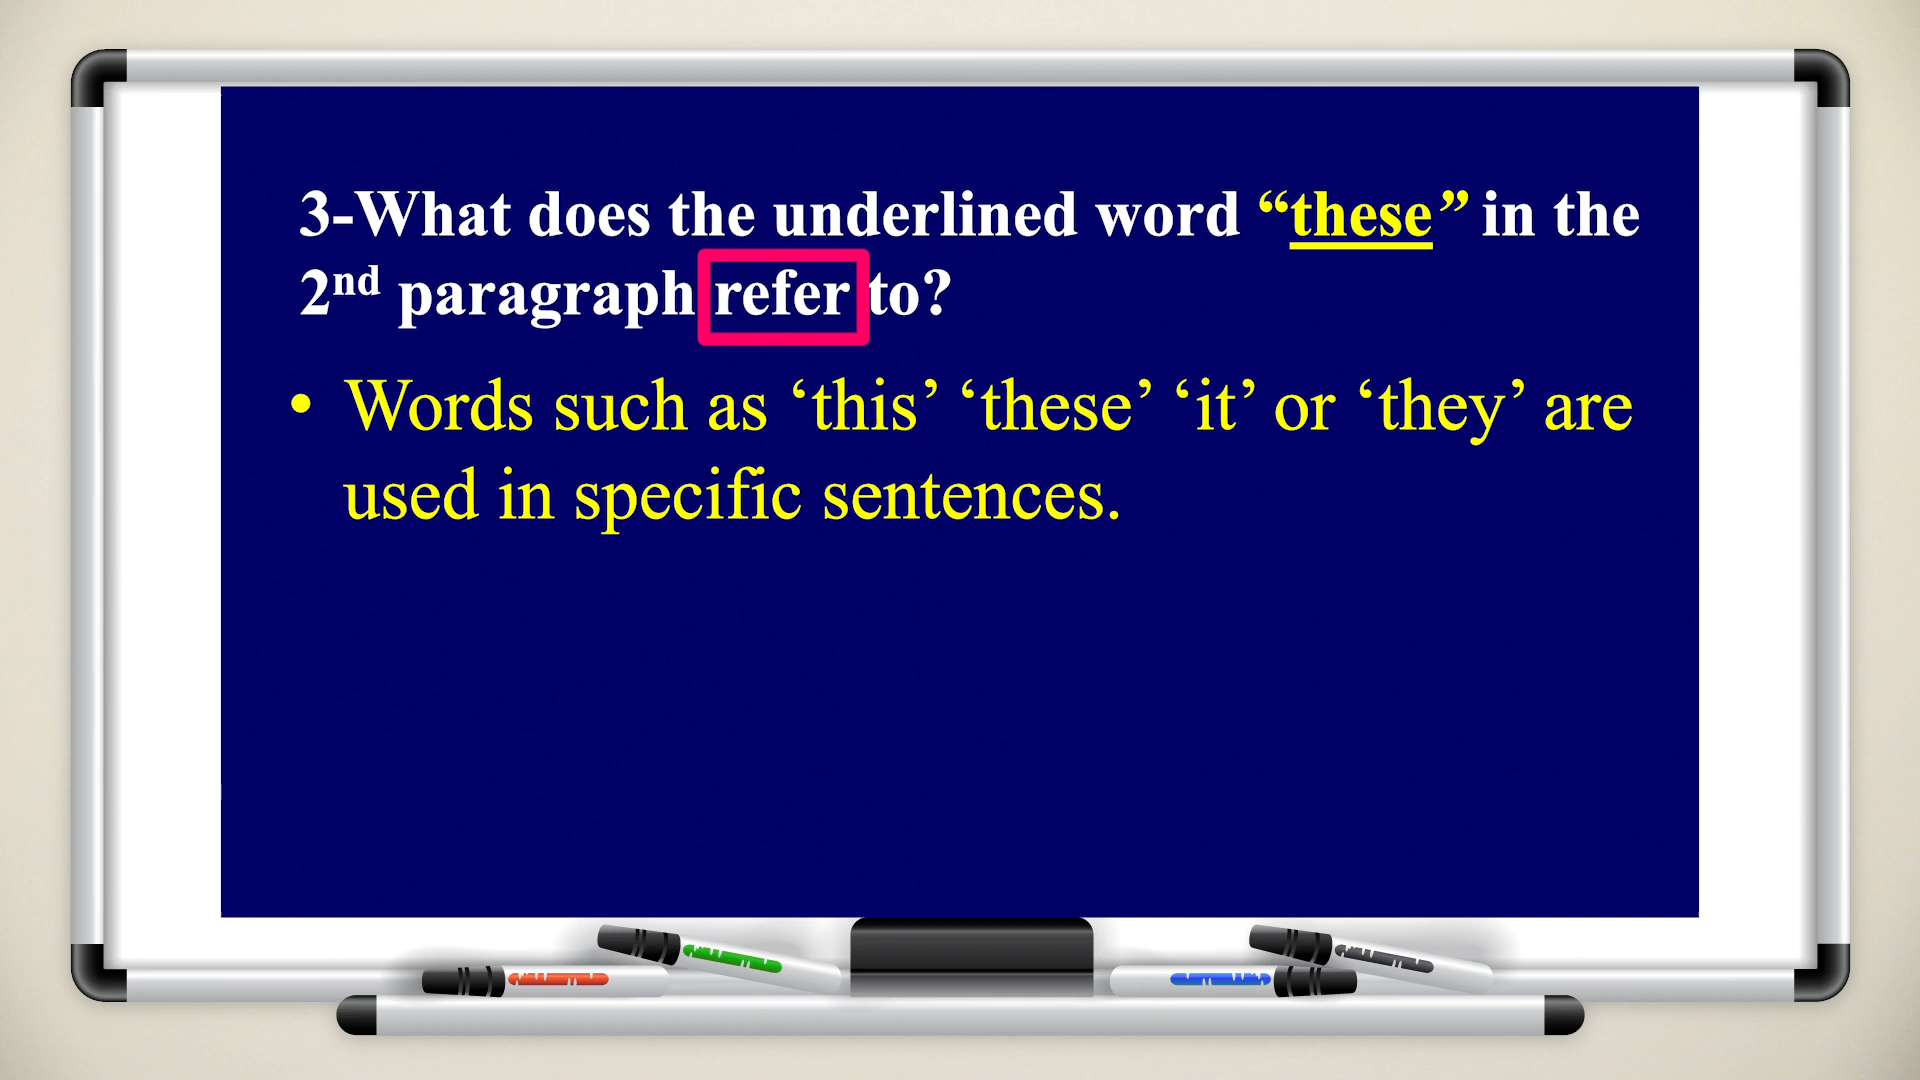 3-What does the underlined word “these” in the
2nd paragraph refer to?
• Words such as ‘this’ ‘these’ ‘it’ or ‘they’ are
used in specific sentences.